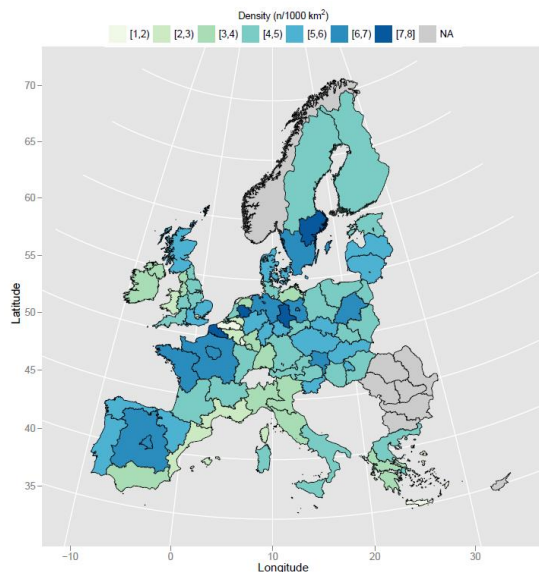 Density (n/1000 km²)
[1,2) [2,3) [3,4) [4,5) [5,6) [6,7) [7,8] NA
70
65
60
55
50
45
40
35
Latitude
−10 0 10 20 30
Longitude